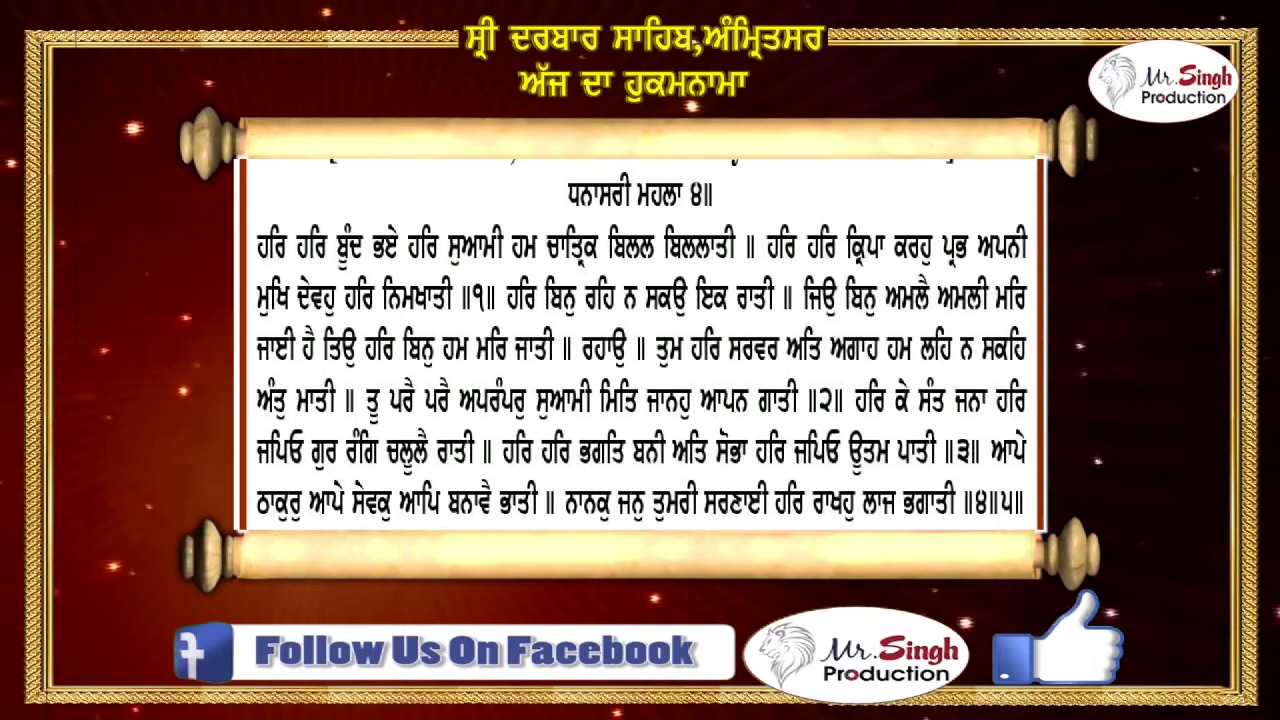 ਸ੍ਰੀ ਦਰਬਾਰ ਸਾਹਿਬ,ਅੰਮ੍ਰਿਤਸਰ
ਅੱਜ ਦਾ ਹੁਕਮਨਾਮਾ
Mr.Singh
Production
ਧਨਾਸਰੀ ਮਹਲਾ ੪॥
ਹਰਿ ਹਰਿ ਬੂੰਦ ਭਏ ਹਰਿ ਸੁਆਮੀ ਹਮ ਚਾਤ੍ਰਿਕ ਬਿਲਲ ਬਿਲਲਾਤੀ ॥ ਹਰਿ ਹਰਿ ਕ੍ਰਿਪਾ ਕਰਹੁ ਪ੍ਰਭ ਅਪਨੀ
ਮੁਖਿ ਦੇਵਹੁ ਹਰਿ ਨਿਮਖਾਤੀ ॥੧॥ ਹਰਿ ਬਿਨੁ ਰਹਿ ਨ ਸਕਉ ਇਕ ਰਾਤੀ ॥ ਜਿਉ ਬਿਨੁ ਅਮਲੈ ਅਮਲੀ ਮਰਿ
ਜਾਈ ਹੈ ਤਿਉ ਹਰਿ ਬਿਨੁ ਹਮ ਮਰਿ ਜਾਤੀ ॥ ਰਹਾਉ ॥ ਤੁਮ ਹਰਿ ਸਰਵਰ ਅਤਿ ਅਗਾਹ ਹਮ ਲਹਿ ਨ ਸਕਹਿ
ਅੰਤੁ ਮਾਤੀ ॥ ਤੂ ਪਰੈ ਪਰੈ ਅਪਰੰਪਰੁ ਸੁਆਮੀ ਮਿਤਿ ਜਾਨਹੁ ਆਪਨ ਗਾਤੀ ॥੨॥ ਹਰਿ ਕੇ ਸੰਤ ਜਨਾ ਹਰਿ
ਜਪਿਓ ਗੁਰ ਰੰਗਿ ਚਲੂਲੈ ਰਾਤੀ ॥ ਹਰਿ ਹਰਿ ਭਗਤਿ ਬਨੀ ਅਤਿ ਸੋਭਾ ਹਰਿ ਜਪਿਓ ਊਤਮ ਪਾਤੀ ॥੩॥ ਆਪੇ
ਠਾਕੁਰੁ ਆਪੇ ਸੇਵਕੁ ਆਪਿ ਬਨਾਵੈ ਭਾਤੀ ॥ ਨਾਨਕੁ ਜਨੁ ਤੁਮਰੀ ਸਰਣਾਈ ਹਰਿ ਰਾਖਹੁ ਲਾਜ ਭਗਾਤੀ ॥੪॥੫॥
Follow Us On Facebook
Mr.Singh
Production